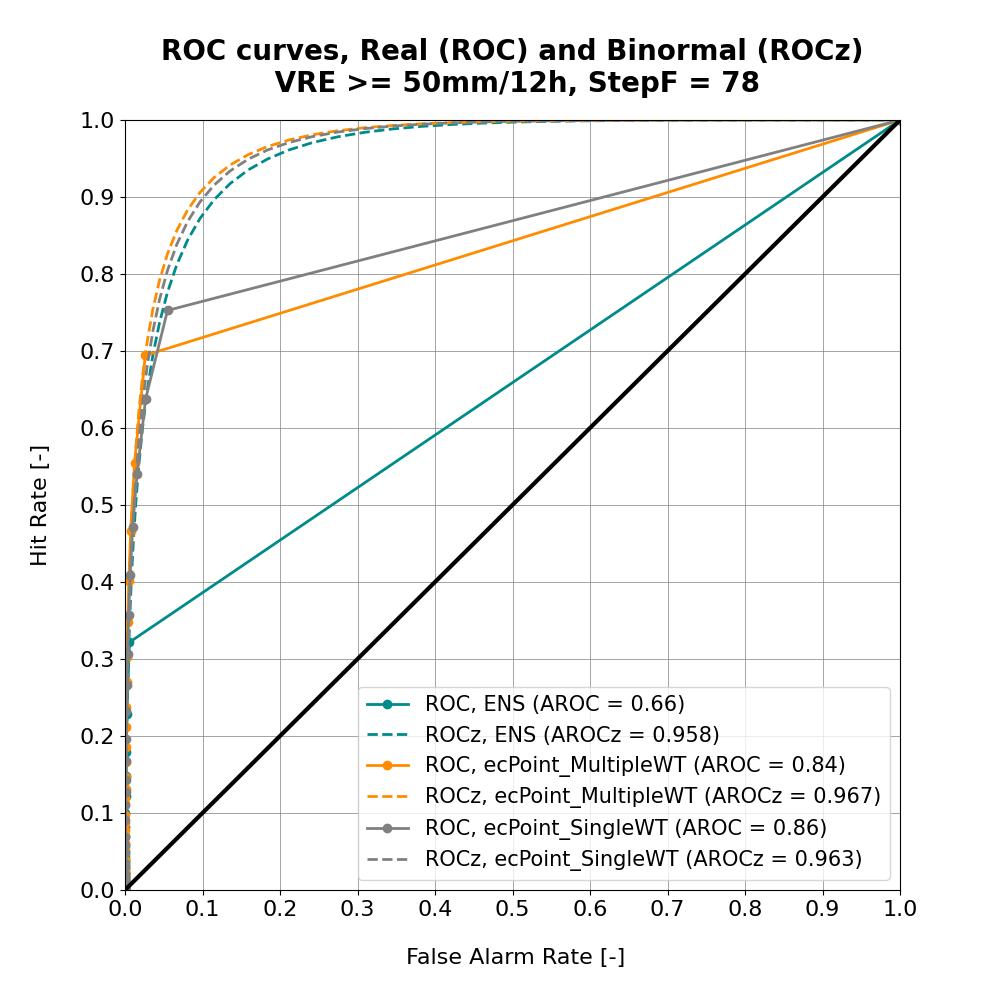 ROC curves, Real (ROC) and Binormal (ROCz)
VRE >= 50mm/12h, StepF = 78
1.0
0.9
0.8
0.7
0.6
0.5
0.4
0.3
0.2
0.1
0.0
Hit Rate [-]
ROC, ENS (AROC = 0.66)
ROCz, ENS (AROCz = 0.958)
ROC, ecPoint_MultipleWT (AROC = 0.84)
ROCz, ecPoint_MultipleWT (AROCz = 0.967)
ROC, ecPoint_SingleWT (AROC = 0.86)
ROCz, ecPoint_SingleWT (AROCz = 0.963)
0.0 0.1 0.2 0.3 0.4 0.5 0.6 0.7 0.8 0.9 1.0
False Alarm Rate [-]